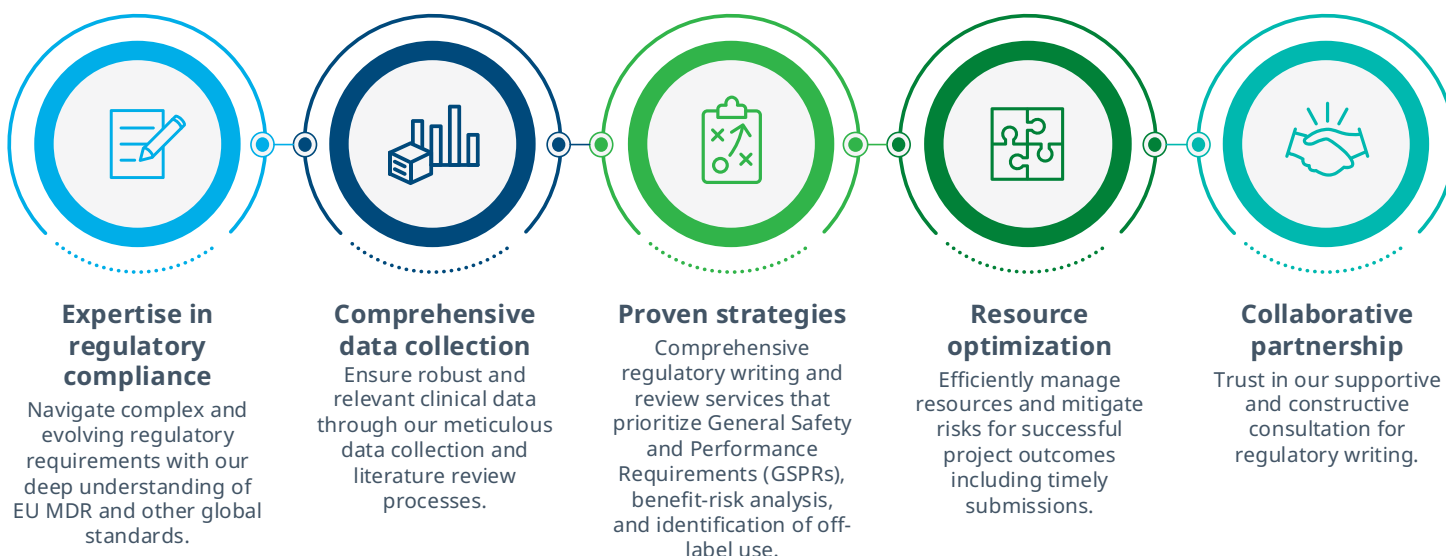 Expertise in
regulatory
compliance
Navigate complex and
evolving regulatory
requirements with our
deep understanding of
EU MDR and other global
standards.
Comprehensive
data collection
Ensure robust and
relevant clinical data
through our meticulous
data collection and
literature review
processes.
Proven strategies
Comprehensive
regulatory writing and
review services that
prioritize General Safety
and Performance
Requirements (GSPRs),
benefit-risk analysis,
and identification of off-
label use.
Resource
optimization
Efficiently manage
resources and mitigate
risks for successful
project outcomes
including timely
submissions.
Collaborative
partnership
Trust in our supportive
and constructive
consultation for
regulatory writing.